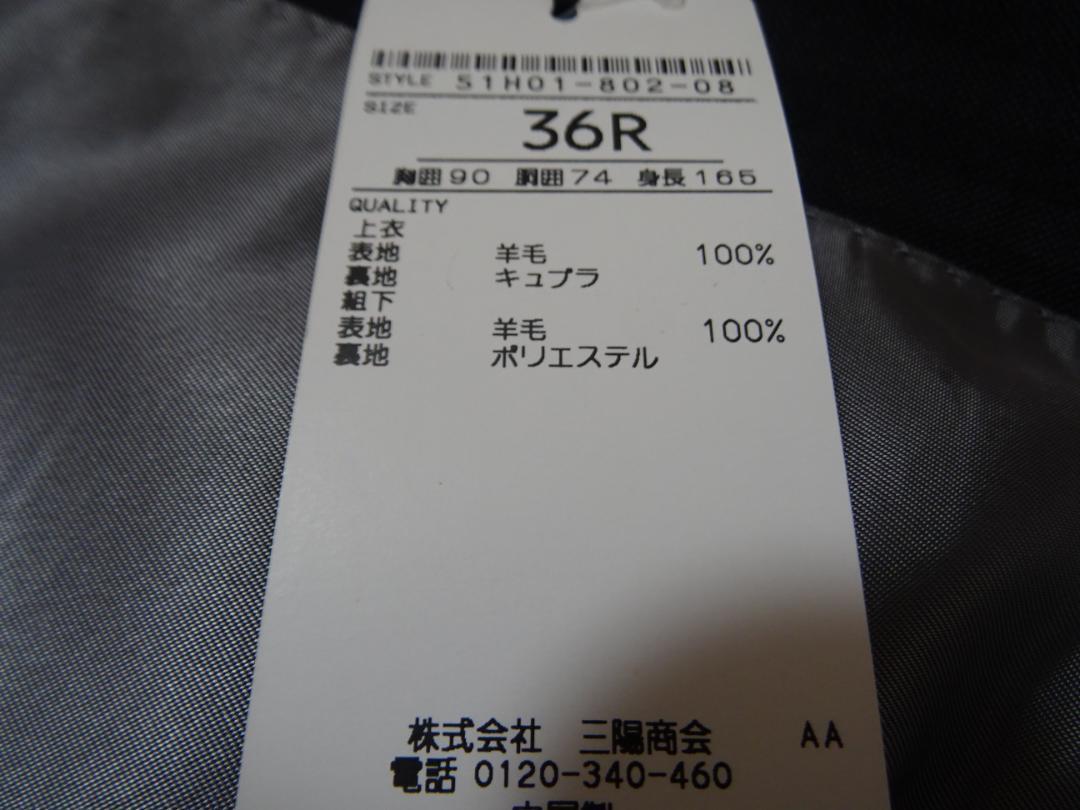 STYLE 51H01-802-08
SIZE
36R
胸囲90 胴囲74 身長165
QUALITY
上衣
表地 羊毛 100%
裏地 キュプラ
組下
表地 羊毛 100%
裏地 ポリエステル
株式会社 三陽商会 AA
電話 0120-340-460
中国製